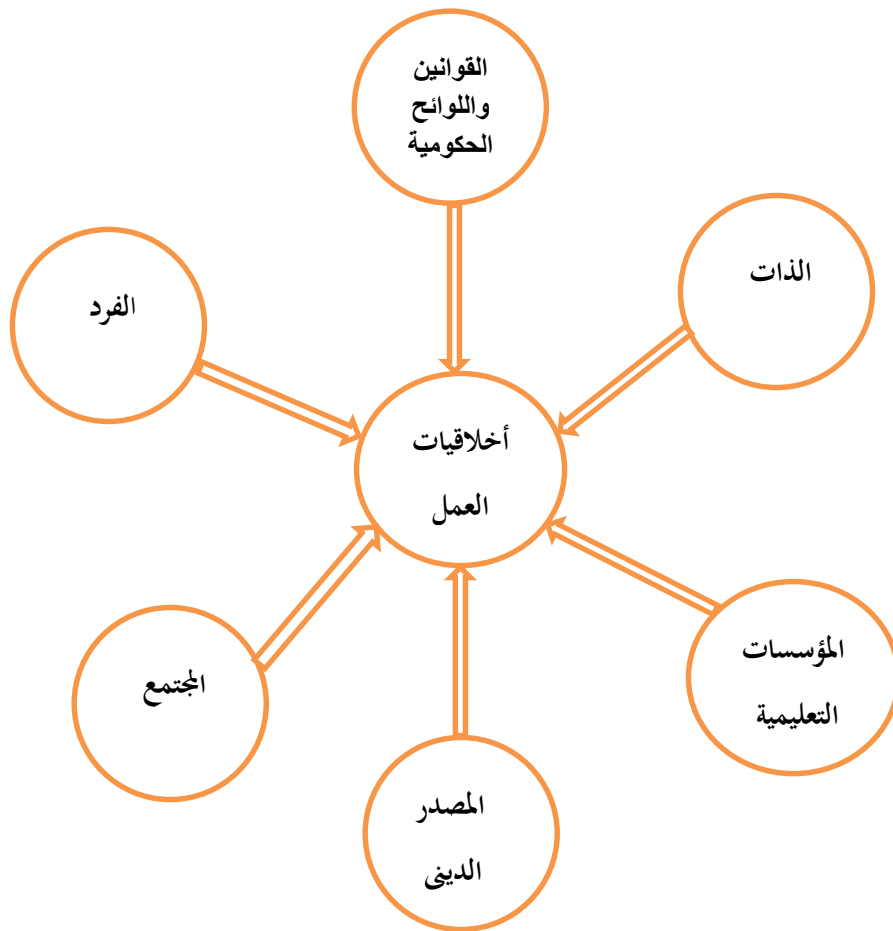 القوانين
واللوائح
الحكومية
الذات
الفرد
أخلاقيات
العمل
المؤسسات
التعليمية
المجتمع
المصدر
الدينى